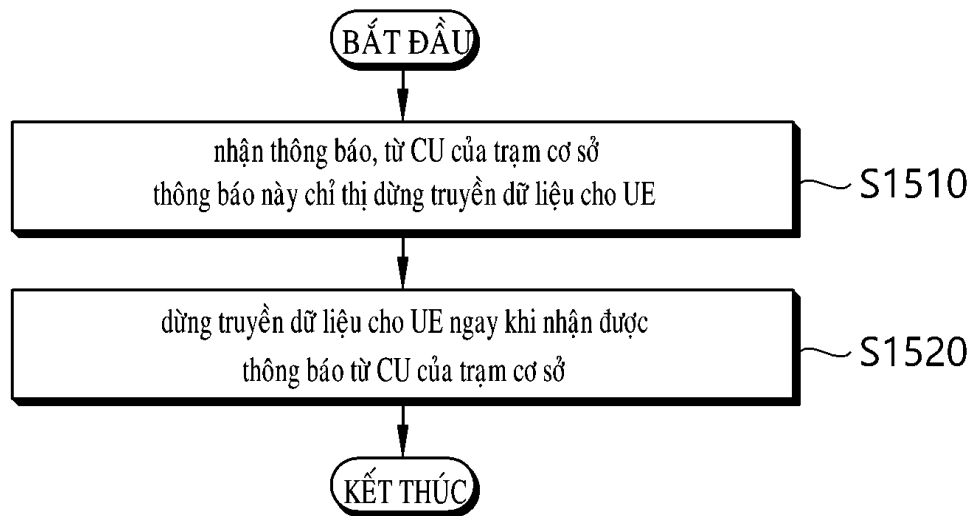 BẮT ĐẦU
nhận thông báo, từ CU của trạm cơ sở
thông báo này chỉ thị dừng truyền dữ liệu cho UE
S1510
dừng truyền dữ liệu cho UE ngay khi nhận được
thông báo từ CU của trạm cơ sở
S1520
KẾT THÚC